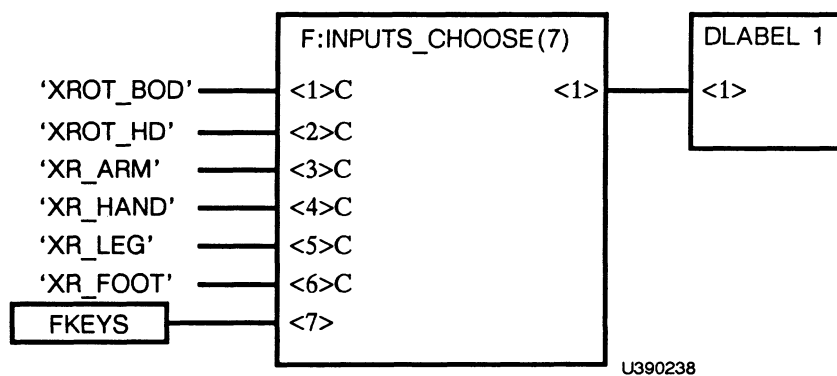 F:INPUTS_CHOOSE(7)
DLABEL 1
‘XROT_BOD’ <1>C <1> <1>
‘XROT_HD’ <2>C
‘XR_ARM’ <3>C
‘XR_HAND’ <4>C
‘XR_LEG’ <5>C
‘XR_FOOT’ <6>C
FKEYS <7>
U390238